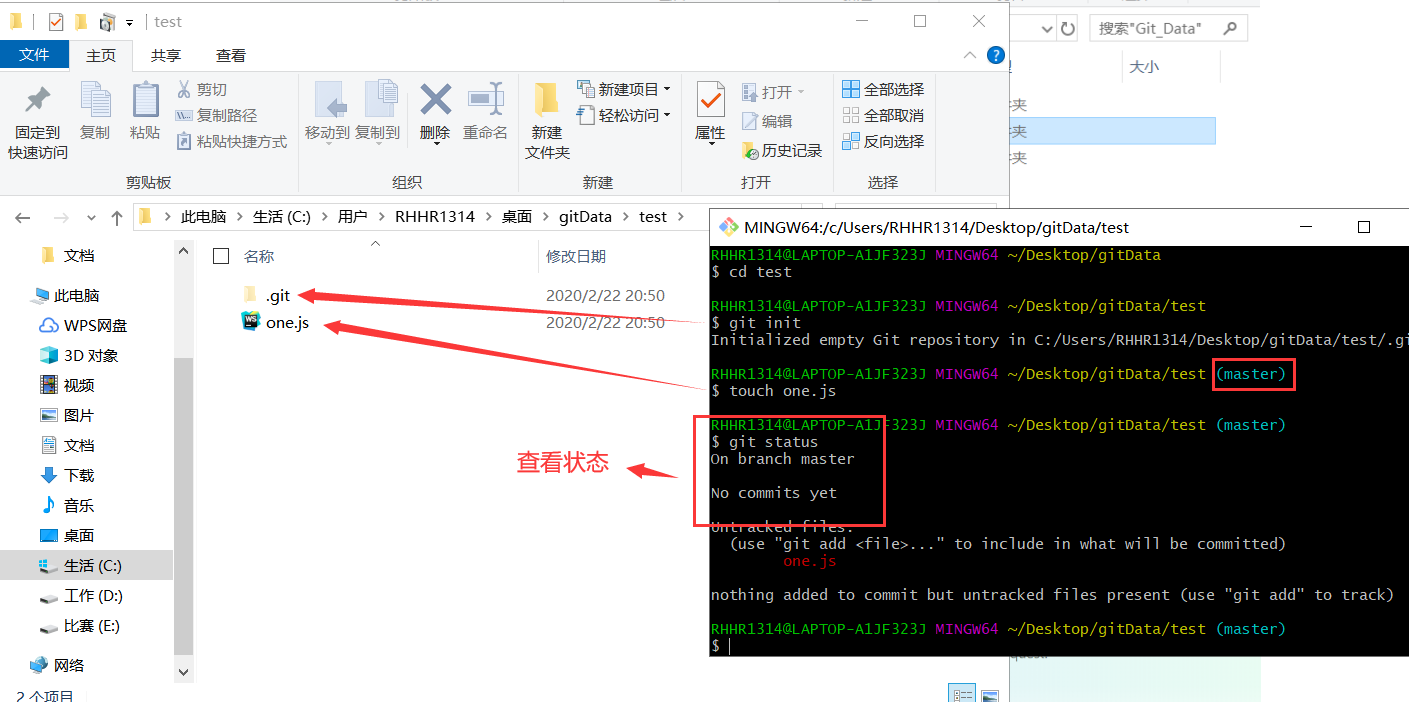 test
文件 主页 共享 查看
搜索"Git_Data"
大小
固定到
快速访问
复制
粘贴
剪切
复制路径
粘贴快捷方式
剪贴板
移动到
复制到
删除
重命名
组织
新建
文件夹
新建项目
轻松访问
新建
属性
打开
编辑
历史记录
打开
全部选择
全部取消
反向选择
选择
夹
夹
夹
此电脑 > 生活 (C:) > 用户 > RHHR1314 > 桌面 > gitData > test >
文档
此电脑
WPS网盘
3D 对象
视频
图片
文档
下载
音乐
桌面
生活 (C:)
工作 (D:)
比赛 (E:)
网络
2 个项目
名称 修改日期
.git 2020/2/22 20:50
WS one.js 2020/2/22 20:50
查看状态
MINGW64:/c/Users/RHHR1314/Desktop/gitData/test
RHHR1314@LAPTOP-A1JF323J MINGW64 ~/Desktop/gitData
$ cd test
RHHR1314@LAPTOP-A1JF323J MINGW64 ~/Desktop/gitData/test
$ git init
Initialized empty Git repository in C:/Users/RHHR1314/Desktop/gitData/test/.gi
RHHR1314@LAPTOP-A1JF323J MINGW64 ~/Desktop/gitData/test (master)
$ touch one.js
RHHR1314@LAPTOP-A1JF323J MINGW64 ~/Desktop/gitData/test (master)
$ git status
On branch master
No commits yet
Untracked files:
(use "git add <file>..." to include in what will be committed)
one.js
nothing added to commit but untracked files present (use "git add" to track)
RHHR1314@LAPTOP-A1JF323J MINGW64 ~/Desktop/gitData/test (master)
$